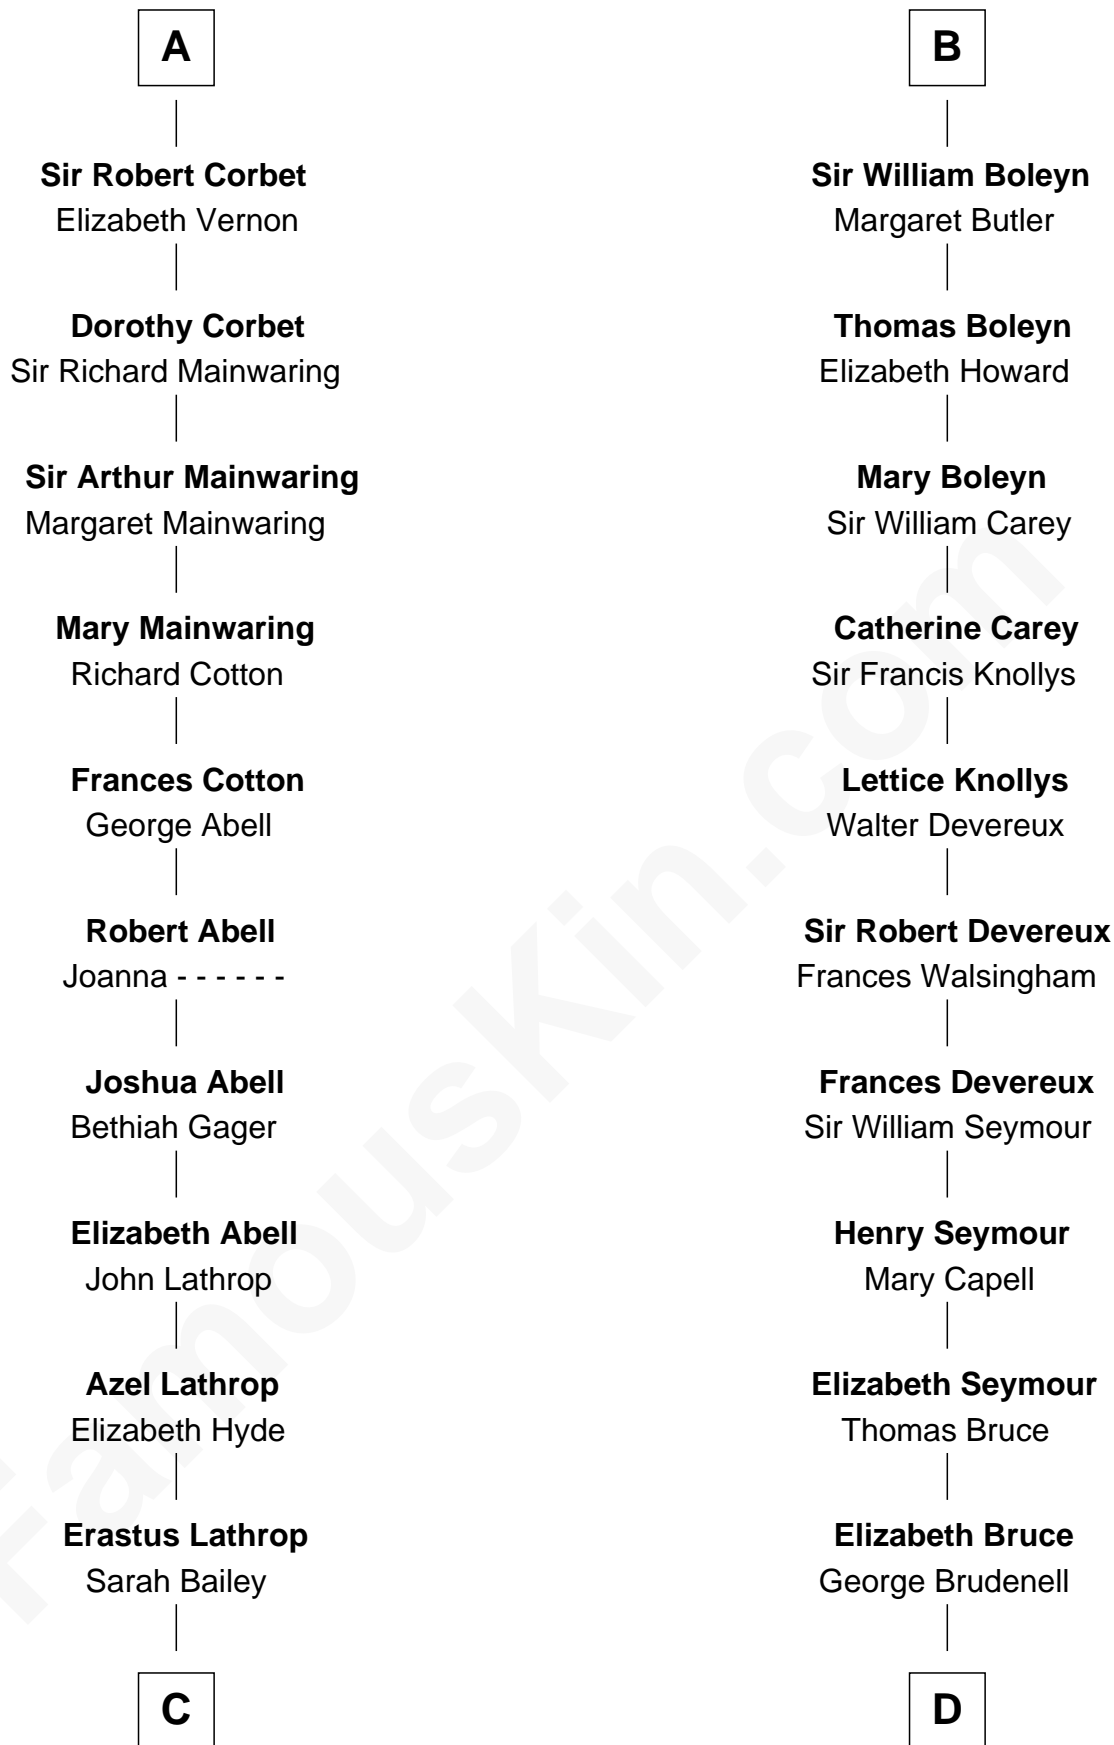 A
Sir Robert Corbet
Elizabeth Vernon
Dorothy Corbet
Sir Richard Mainwaring
Sir Arthur Mainwaring
Margaret Mainwaring
Mary Mainwaring
Richard Cotton
Frances Cotton
George Abell
Robert Abell
Joanna - - - - - -
Joshua Abell
Bethiah Gager
Elizabeth Abell
John Lathrop
Azel Lathrop
Elizabeth Hyde
Erastus Lathrop
Sarah Bailey
C
B
Sir William Boleyn
Margaret Butler
Thomas Boleyn
Elizabeth Howard
Mary Boleyn
Sir William Carey
Catherine Carey
Sir Francis Knollys
Lettice Knollys
Walter Devereux
Sir Robert Devereux
Frances Walsingham
Frances Devereux
Sir William Seymour
Henry Seymour
Mary Capell
Elizabeth Seymour
Thomas Bruce
Elizabeth Bruce
George Brudenell
D
FamousKin.com